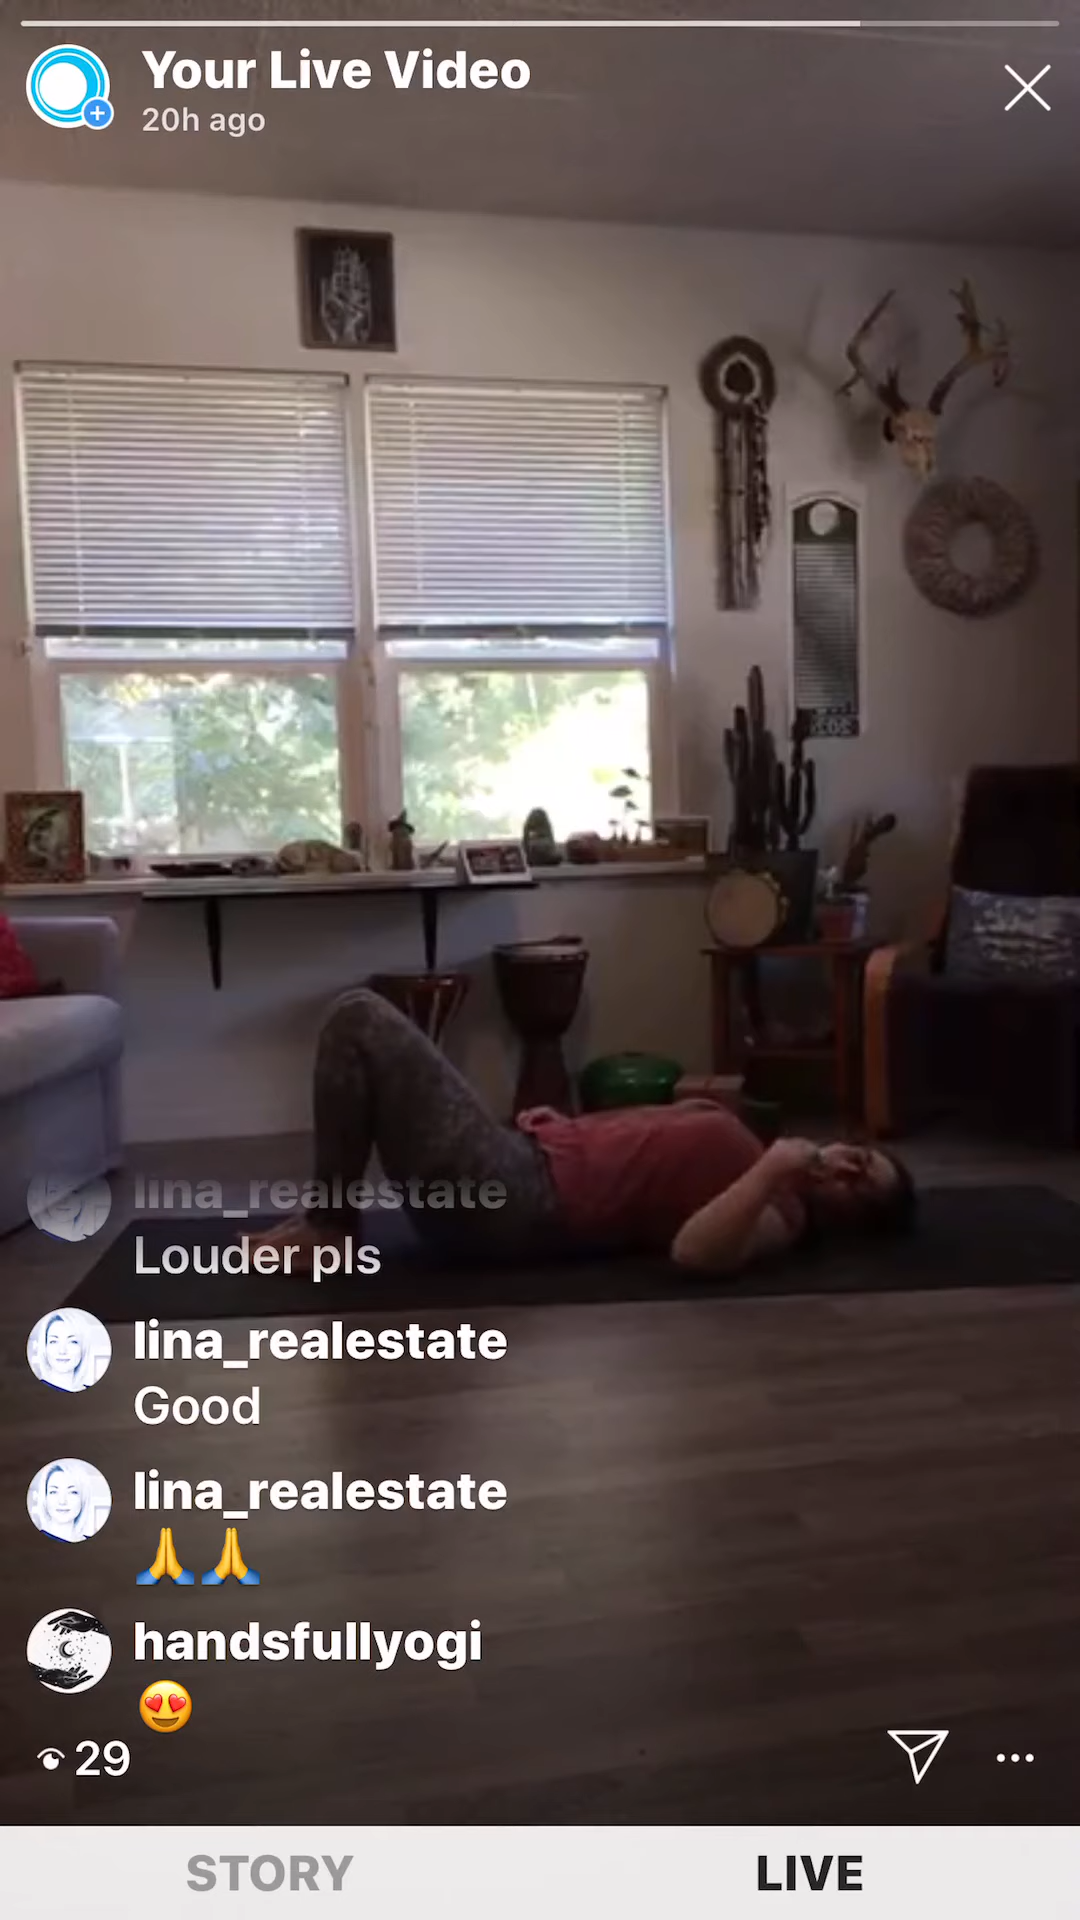 Your Live Video
20h ago
lina_realestate
Louder pls
lina_realestate
Good
lina_realestate
🙏🙏
handsfullyogi
😍
29
STORY
LIVE